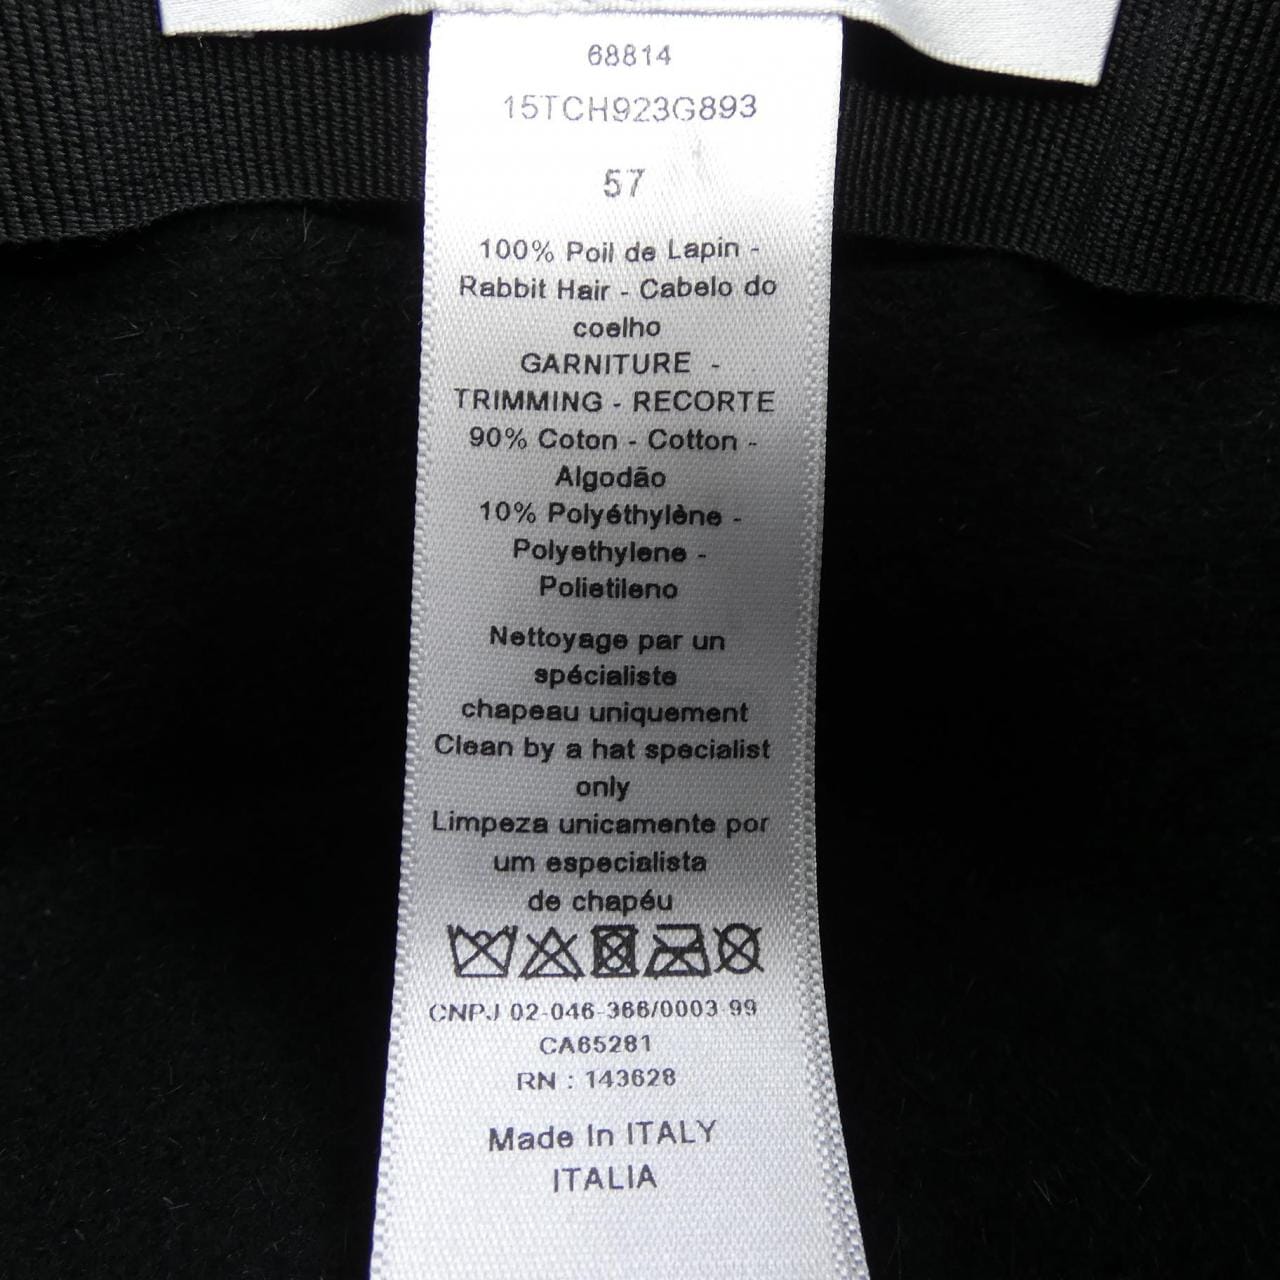 68814
15TCH923G893
57
100% Poil de Lapin -
Rabbit Hair - Cabelo do
coelho
GARNITURE -
TRIMMING - RECORTE
90% Coton - Cotton -
Algodão
10% Polyéthylène -
Polyethylene -
Polietileno
Nettoyage par un
spécialiste
chapeau uniquement
Clean by a hat specialist
only
Limpeza unicamente por
um especialista
de chapéu
CNPJ 02-046-366/0003-99
CA65281
RN : 143628
Made In ITALY
ITALIA